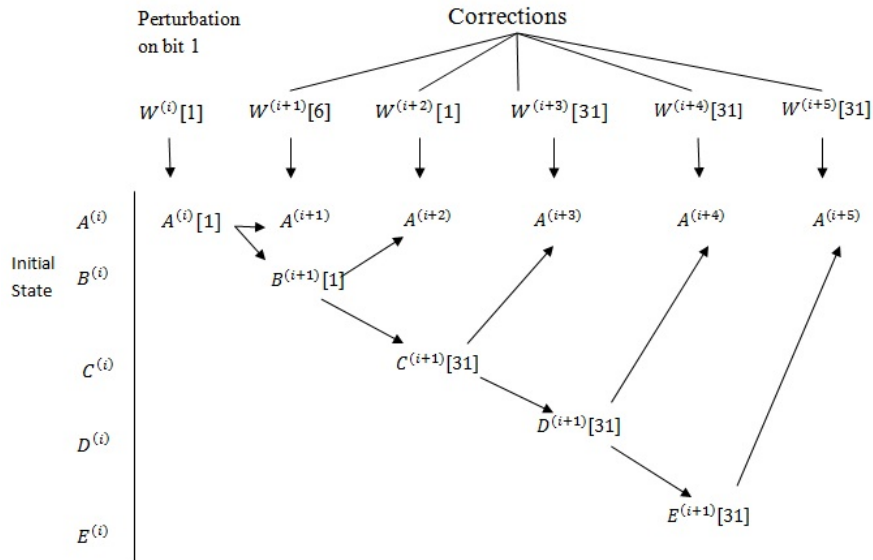 Perturbation
on bit 1
Corrections
W^(i)[1] W^(i+1)[6] W^(i+2)[1] W^(i+3)[31] W^(i+4)[31] W^(i+5)[31]
A^(i) A^(i)[1] A^(i+1) A^(i+2) A^(i+3) A^(i+4) A^(i+5)
Initial
State
B^(i) B^(i+1)[1]
C^(i) C^(i+1)[31]
D^(i) D^(i+1)[31]
E^(i) E^(i+1)[31]